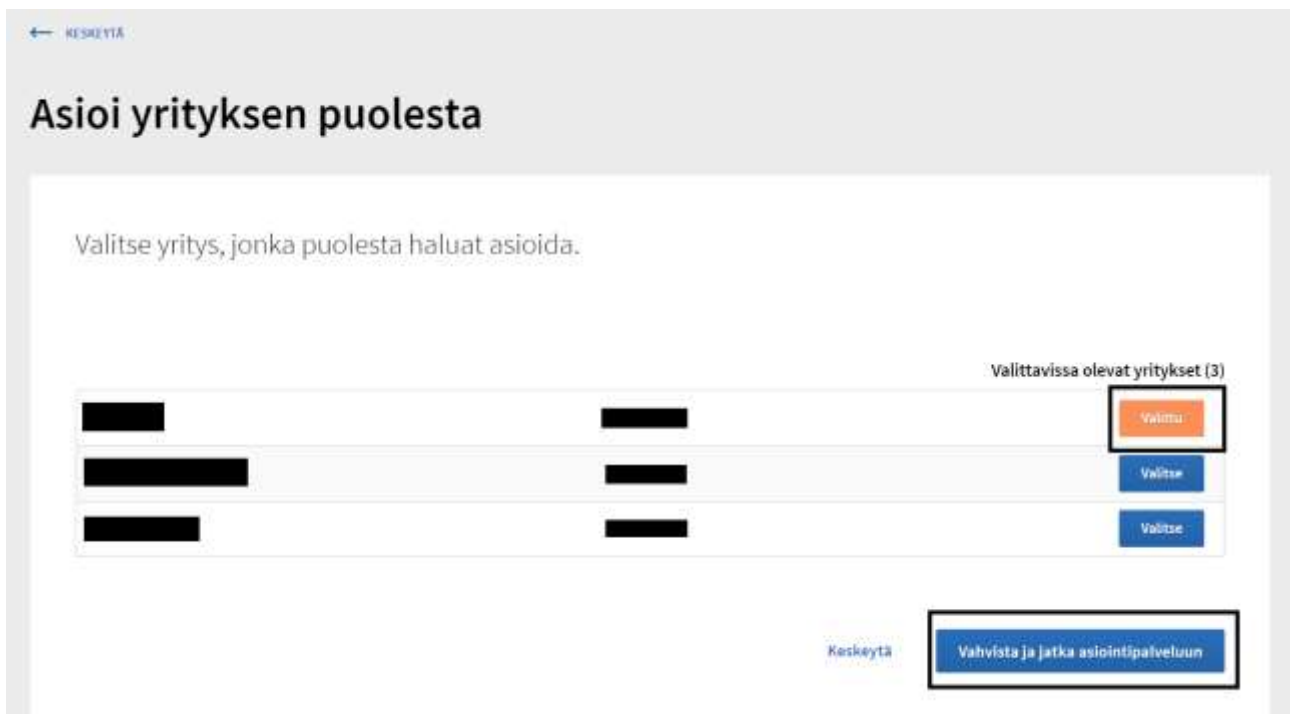 ← KESKEYTÄ
Asioi yrityksen puolesta
Valitse yritys, jonka puolesta haluat asioida.
Valittavissa olevat yritykset (3)
Valittu
Valitse
Valitse
Keskeytä
Vahvista ja jatka asiointipalveluun